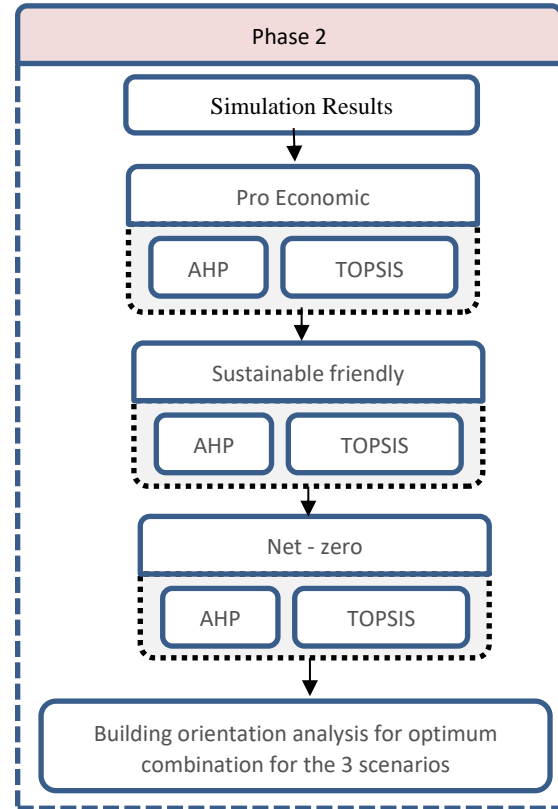 Phase 2
Simulation Results
Pro Economic
AHP TOPSIS
Sustainable friendly
AHP TOPSIS
Net - zero
AHP TOPSIS
Building orientation analysis for optimum
combination for the 3 scenarios